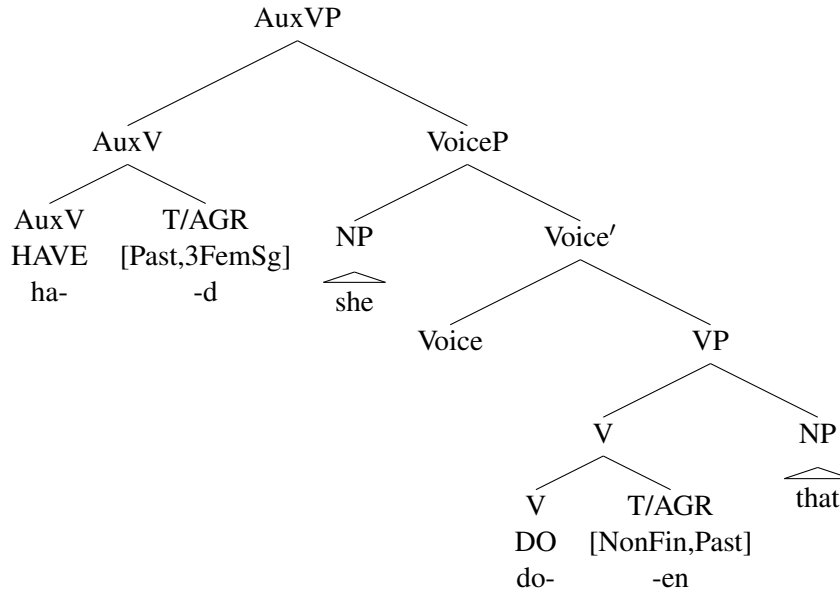 AuxVP
AuxV VoiceP
AuxV T/AGR NP Voice′
HAVE [Past,3FemSg]
ha- -d she
Voice VP
V NP
V T/AGR that
DO [NonFin,Past]
do- -en